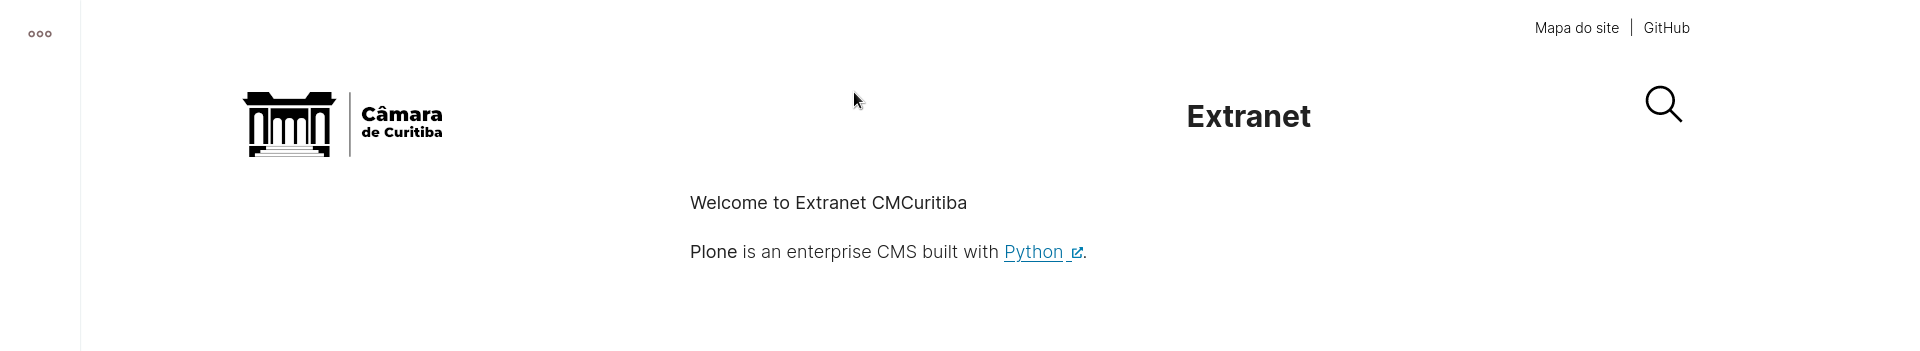 Mapa do site | GitHub
Câmara
de Curitiba
Extranet
Welcome to Extranet CMCuritiba
Plone is an enterprise CMS built with Python.